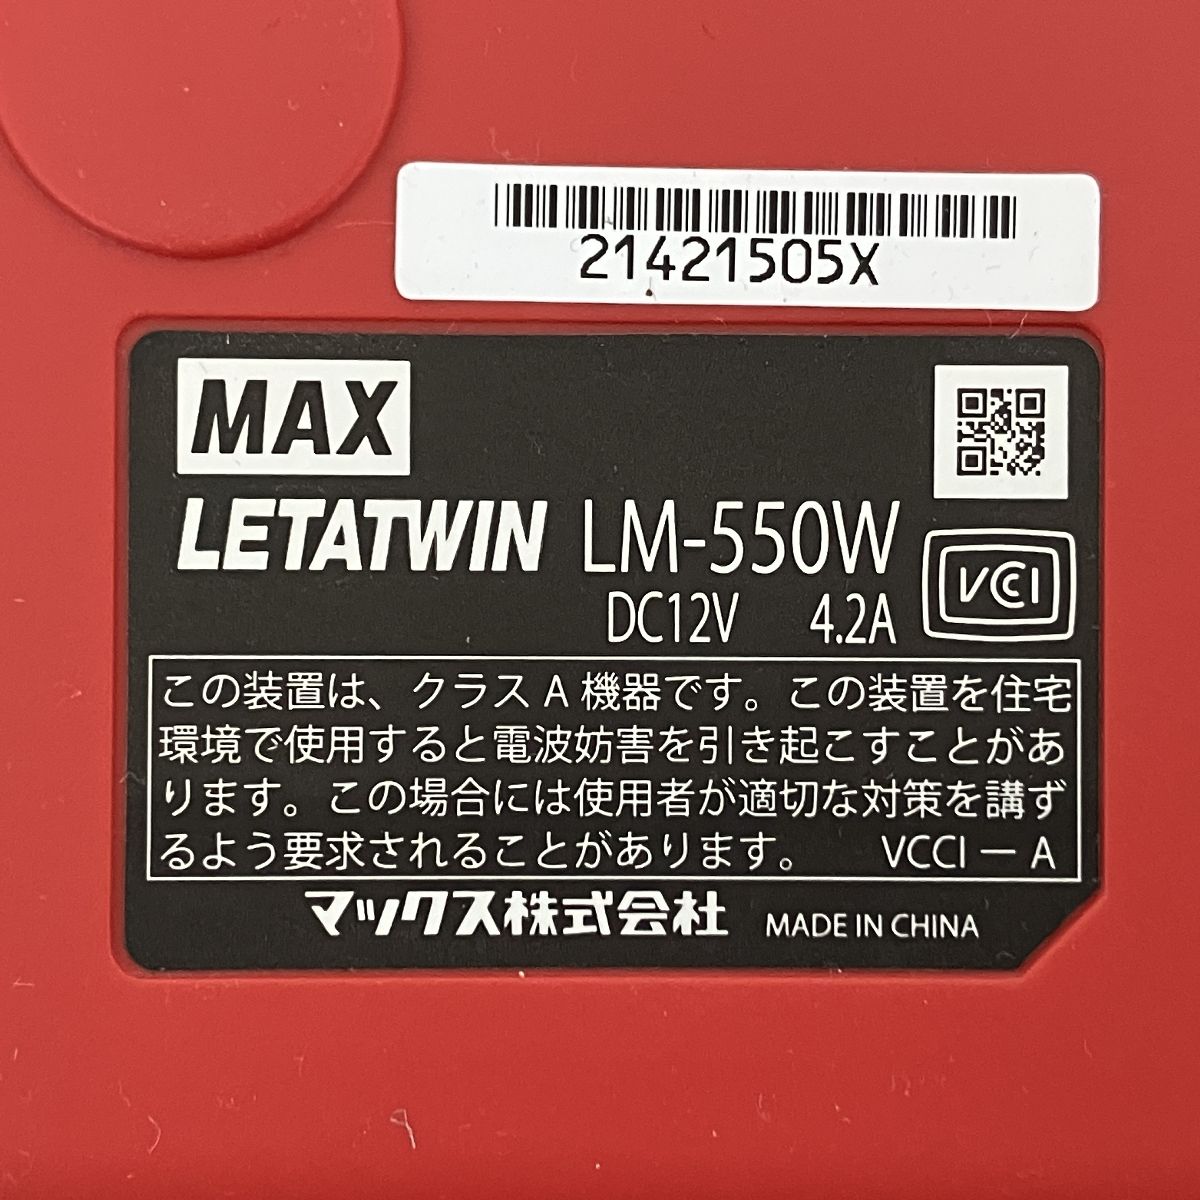 21421505X
MAX
LETATWIN LM-550W
DC12V 4.2A
VCCI
この装置は、クラス A 機器です。この装置を住宅
環境で使用すると電波妨害を引き起こすことがあ
ります。この場合には使用者が適切な対策を講ず
るよう要求されることがあります。 VCCI－A
マックス株式会社 MADE IN CHINA